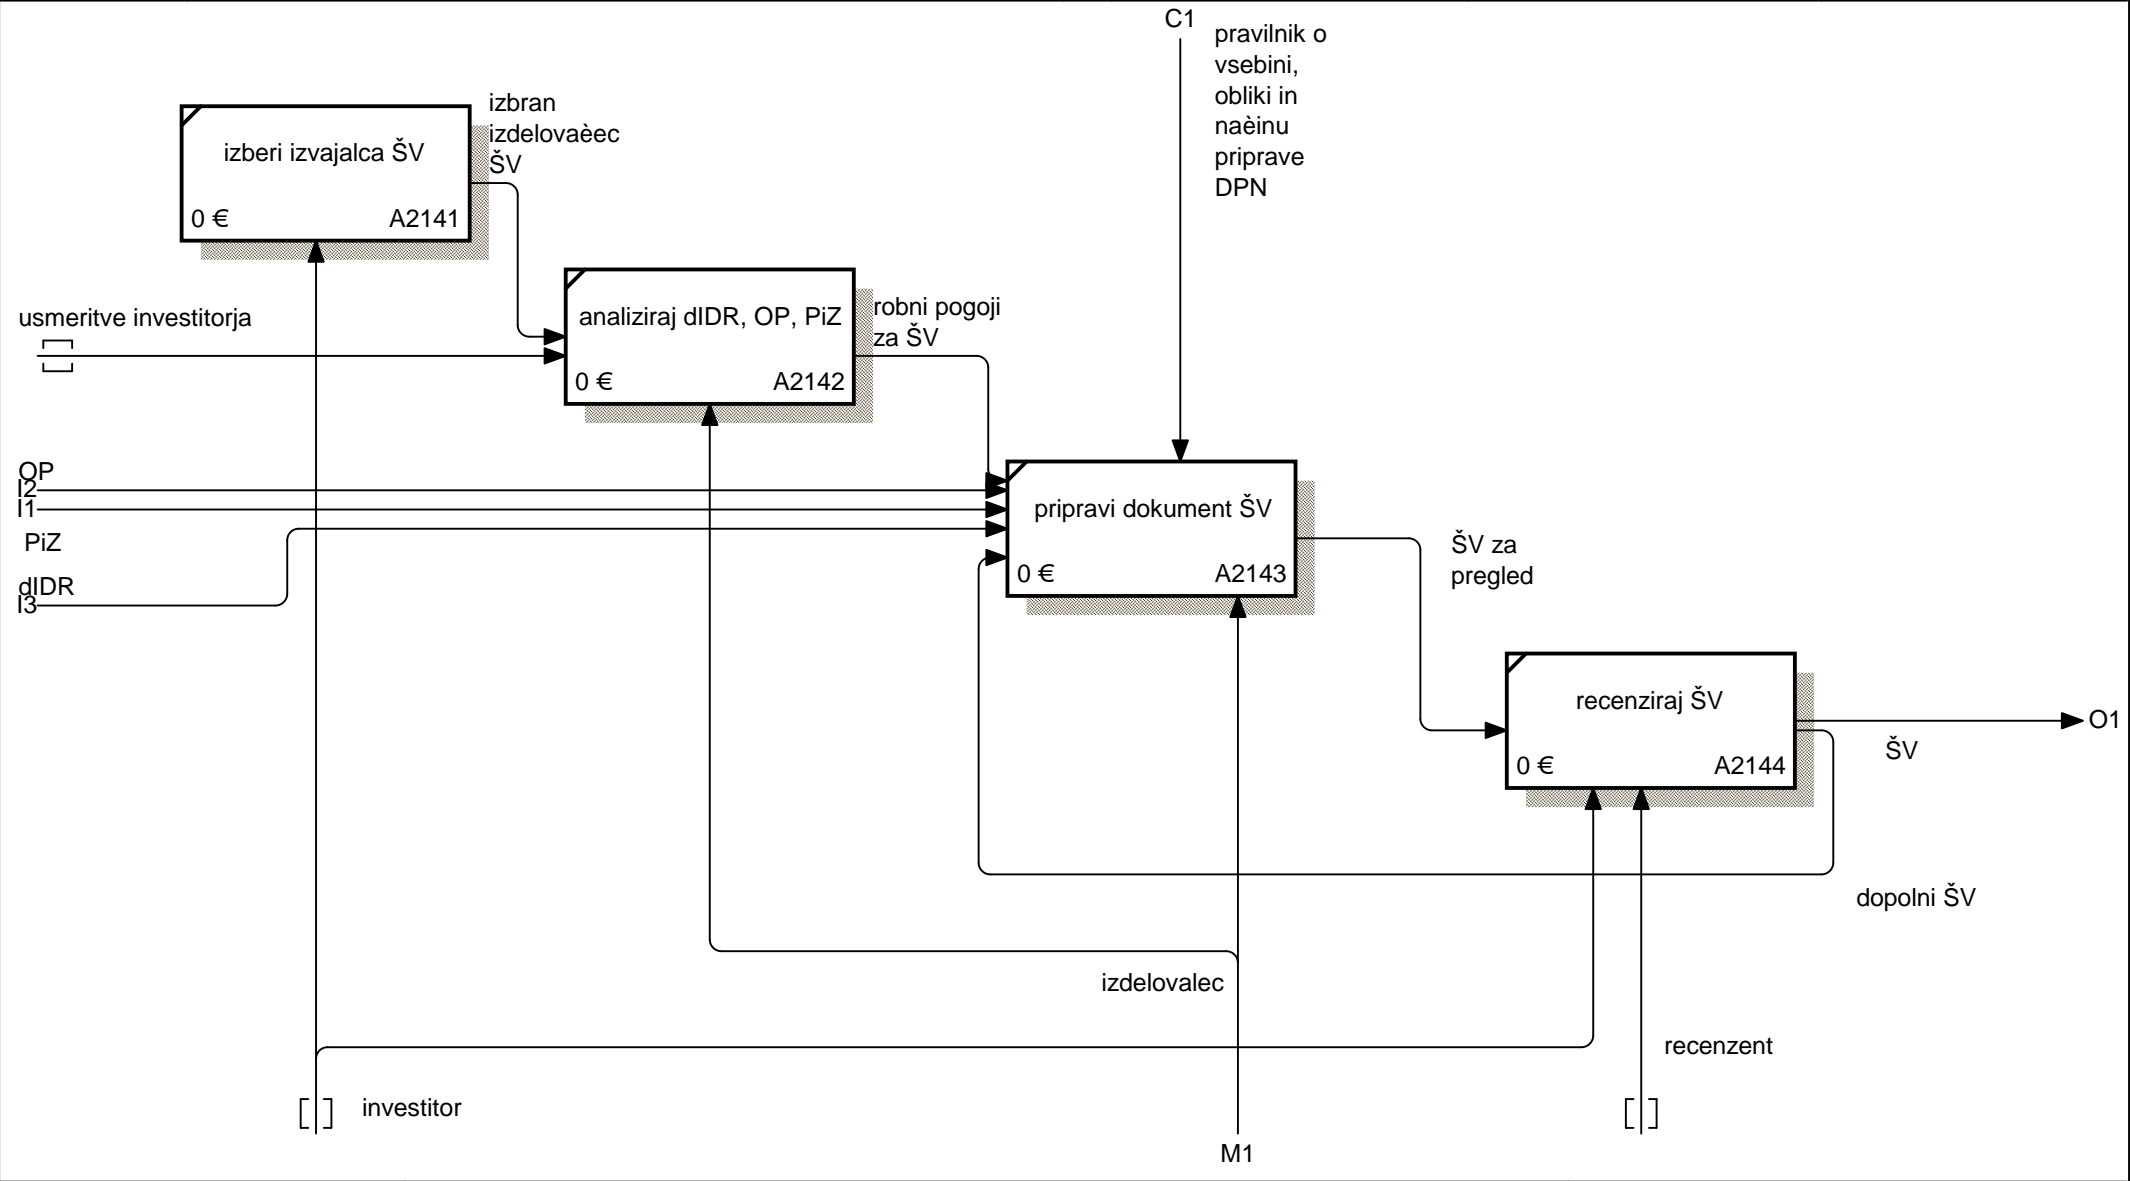 C1
pravilnik o
vsebini,
obliki in
naèinu
priprave
DPN
izbran
izdelovaèec
ŠV
izberi izvajalca ŠV
0 €
A2141
usmeritve investitorja
analiziraj dIDR, OP, PiZ
0 €
A2142
robni pogoji
za ŠV
OP
I2
I1
PiZ
dIDR
I3
pripravi dokument ŠV
0 €
A2143
ŠV za
pregled
recenziraj ŠV
0 €
A2144
O1
ŠV
dopolni ŠV
izdelovalec
recenzent
investitor
M1